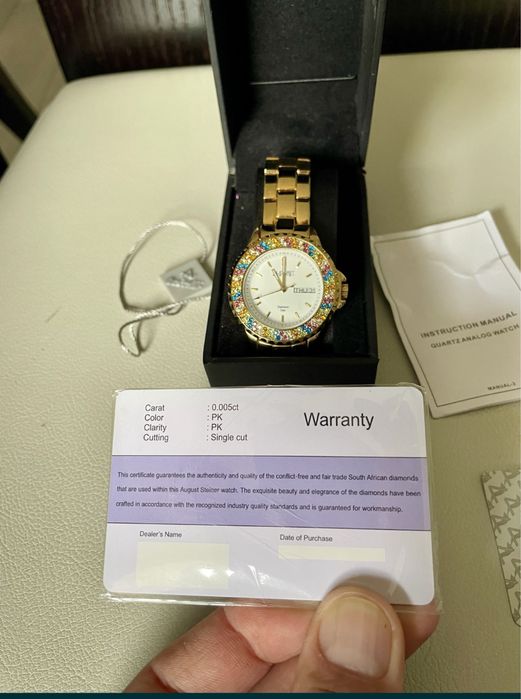 THU 31
INSTRUCTION MANUAL
QUARTZ ANALOG WATCH
MANUAL-3
Carat : 0.005ct
Color : PK
Clarity : PK
Cutting : Single cut
Warranty
This certificate guarantees the authenticity and quality of the conflict-free and fair trade South African diamonds
that are used within this August Steiner watch. The exquisite beauty and elegrance of the diamonds have been
crafted in accordance with the recognized industry quality standards and is guaranteed for workmanship.
Dealer's Name
Date of Purchase